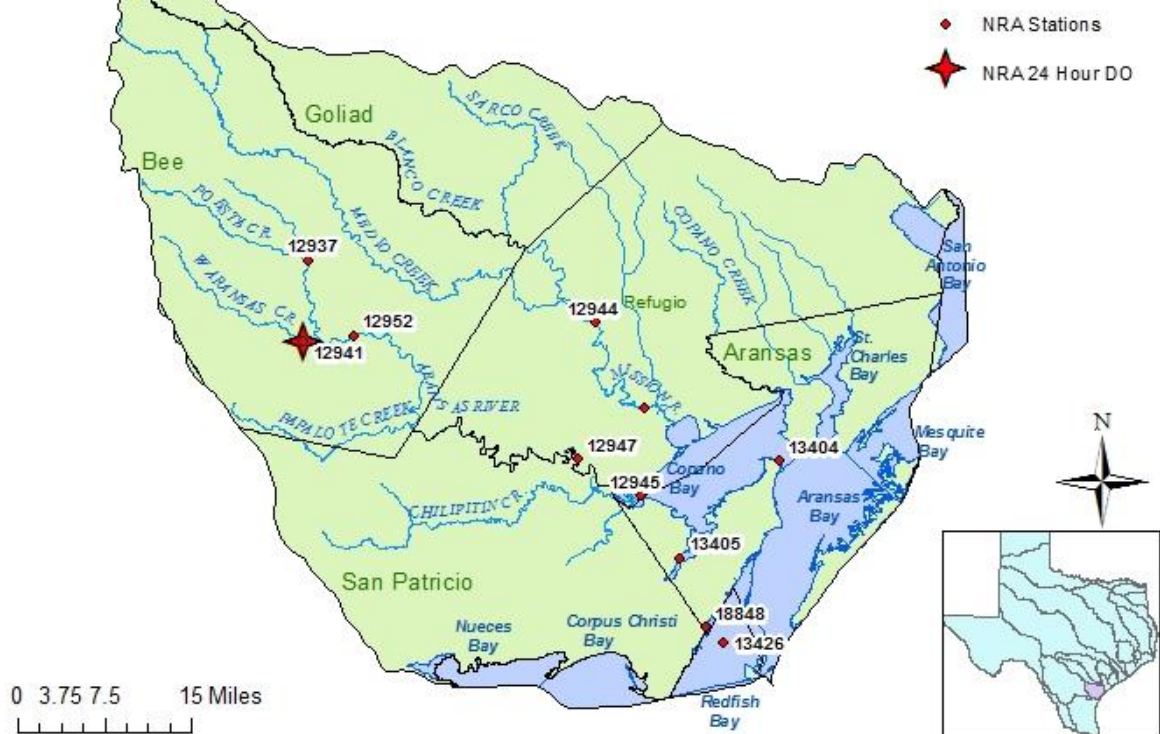 NRA Stations
NRA 24 Hour DO
Goliad
SARCO CREEK
Bee
BLANCO CREEK
POESTA CR.
MEDIO CREEK
COPANO CREEK
12937
W ARANSAS CR.
San
Antonio
Bay
12944
Refugio
12952
12941
Aransas
St.
Charles
Bay
MISSION R.
ARANSAS RIVER
PAPALOTE CREEK
N
Mesquite
Bay
12947
13404
Copano
Bay
12945
Aransas
Bay
CHILIPITIN CR.
13405
San Patricio
18848
Nueces
Bay
Corpus Christi
Bay
13426
0 3.75 7.5 15 Miles
Redfish
Bay